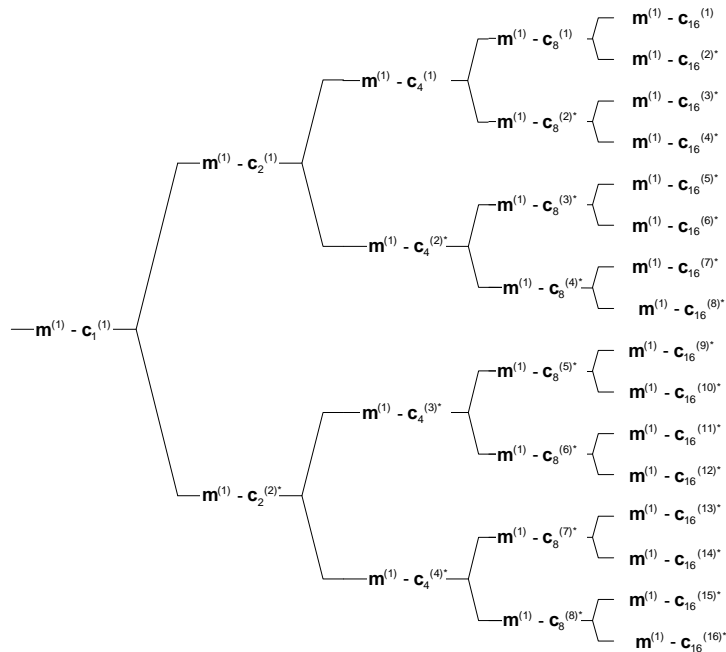 m(1) - c16(1)
m(1) - c8(1)
m(1) - c16(2)*
m(1) - c4(1)
m(1) - c16(3)*
m(1) - c8(2)*
m(1) - c16(4)*
m(1) - c2(1)
m(1) - c16(5)*
m(1) - c8(3)*
m(1) - c16(6)*
m(1) - c4(2)*
m(1) - c16(7)*
m(1) - c8(4)*
m(1) - c16(8)*
m(1) - c1(1)
m(1) - c16(9)*
m(1) - c8(5)*
m(1) - c16(10)*
m(1) - c4(3)*
m(1) - c16(11)*
m(1) - c8(6)*
m(1) - c16(12)*
m(1) - c2(2)*
m(1) - c16(13)*
m(1) - c8(7)*
m(1) - c16(14)*
m(1) - c4(4)*
m(1) - c16(15)*
m(1) - c8(8)*
m(1) - c16(16)*